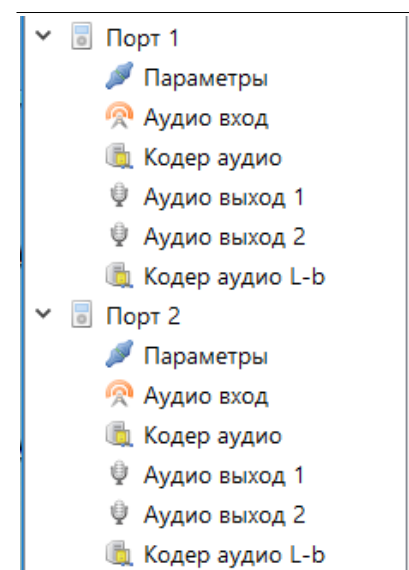 Порт 1
Параметры
Аудио вход
Кодер аудио
Аудио выход 1
Аудио выход 2
Кодер аудио L-b
Порт 2
Параметры
Аудио вход
Кодер аудио
Аудио выход 1
Аудио выход 2
Кодер аудио L-b